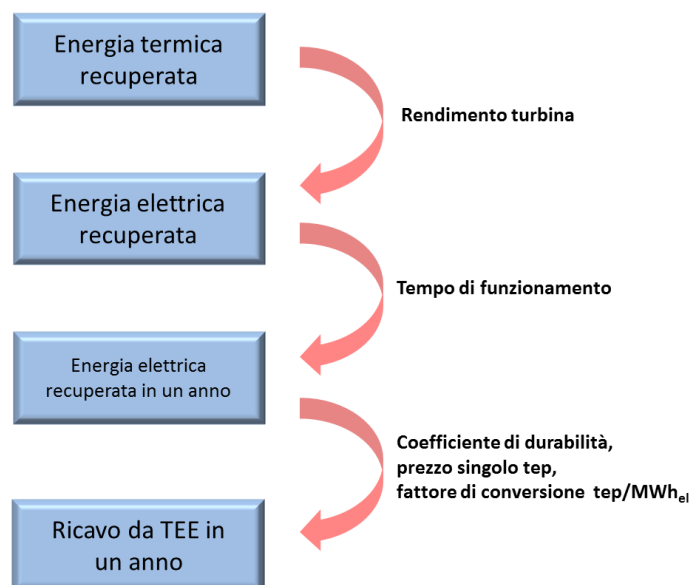 Energia termica
recuperata
Rendimento turbina
Energia elettrica
recuperata
Tempo di funzionamento
Energia elettrica
recuperata in un anno
Coefficiente di durabilità,
prezzo singolo tep,
fattore di conversione tep/MWhel
Ricavo da TEE in
un anno